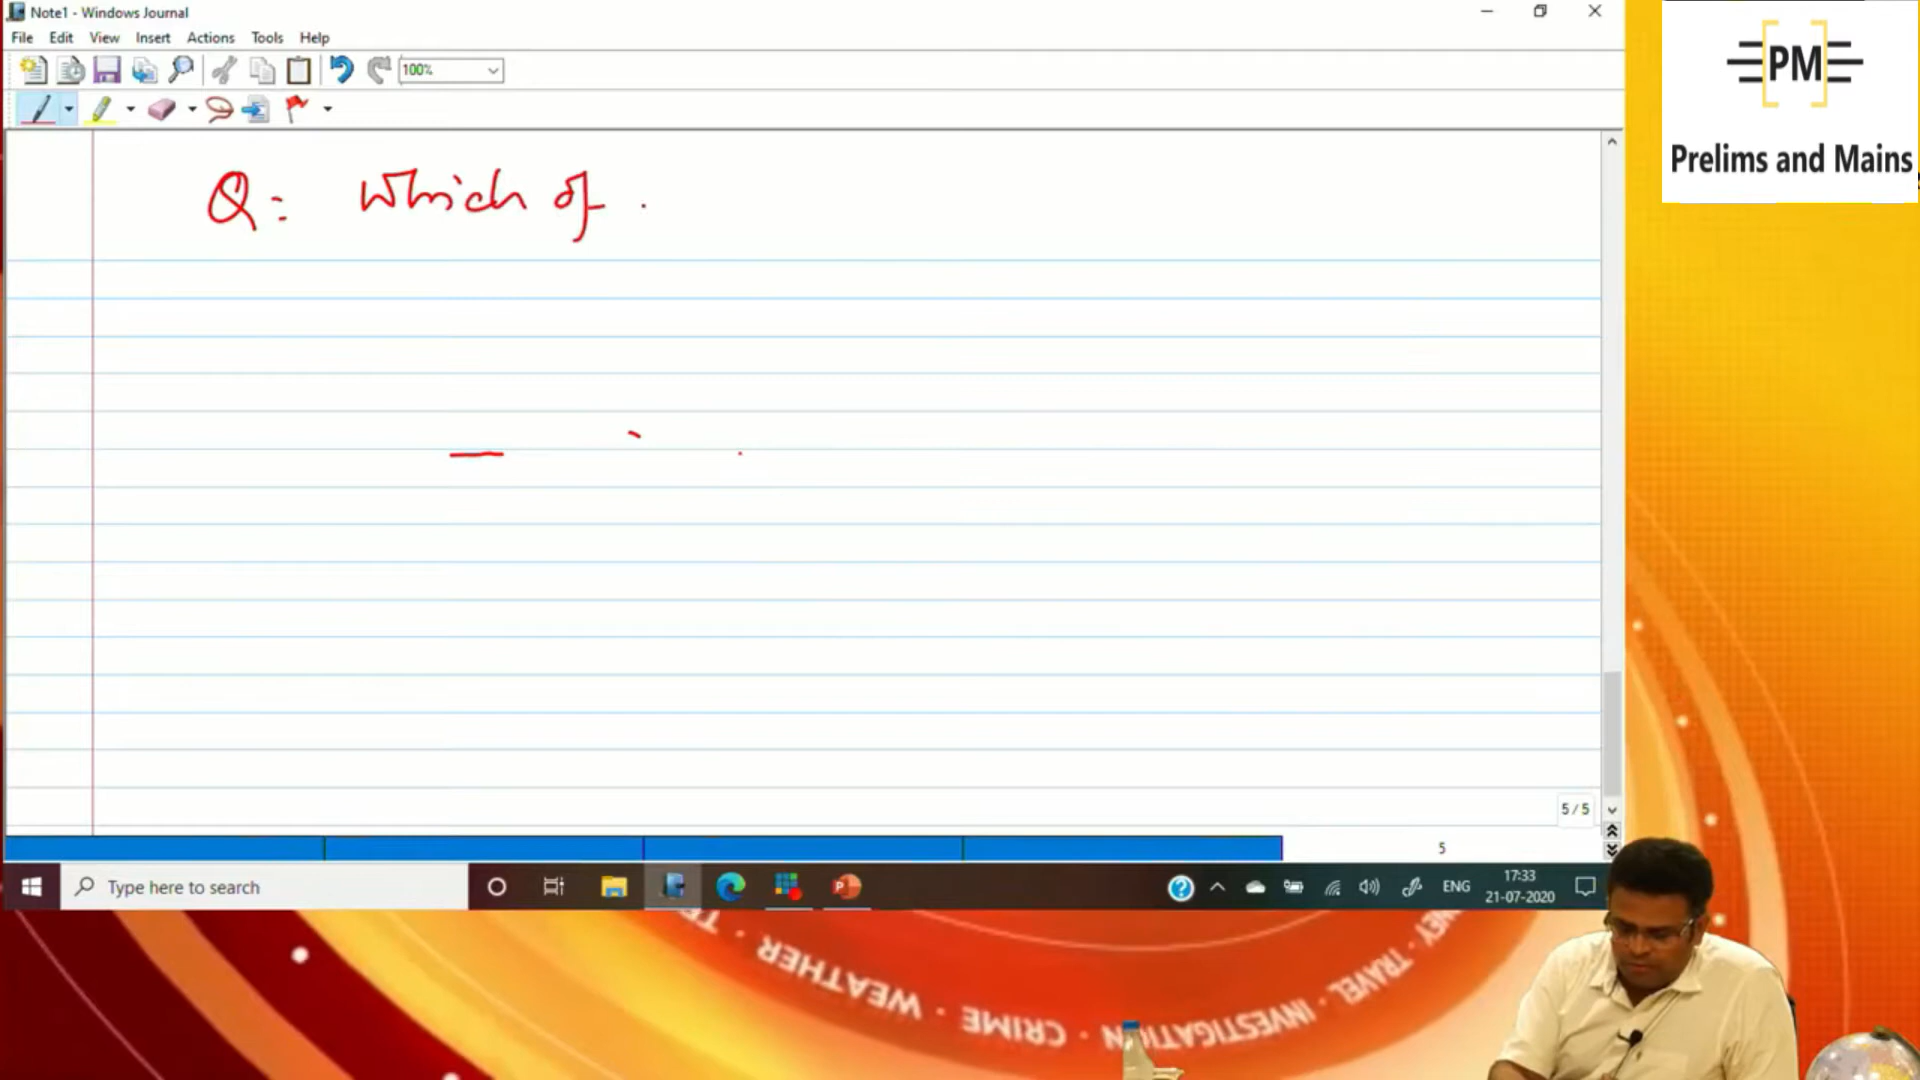 Note1 - Windows Journal
File Edit View Insert Actions Tools Help
100%
PM
Prelims and Mains
Q: Which of
5 / 5
5
Type here to search
ENG
17:33
21-07-2020
WEATHER · CRIME · INVESTIGATION · TRAVEL ·